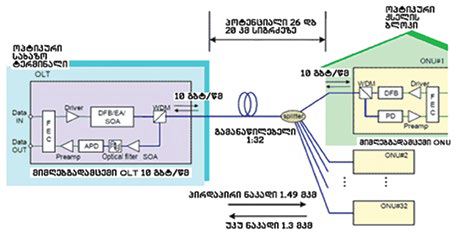 პოტენციალი 26 დბ
20 კმ სიგრძეზე
ოპტიკური
სახაზო
ტერმინალი
ოპტიკური
ქსელის
ბლოკი
OLT
ONU#1
10 გბტ/წმ
10 გბტ/წმ
Data IN
Data OUT
FEC
Driver
DFB/EA/SOA
WDM
Preamp
APD
Optical filter
SOA
WDM
DFB
Driver
PD
Preamp
FEC
splitted
გამანაწილებელი
1:32
მიმღებგადამცემი OLT 10 გბტ/წმ
მიმღებგადამცემი ONU
ONU#2
პირდაპირი ნაკადი 1.49 მკმ
უკუ ნაკადი 1.3 მკმ
ONU#32